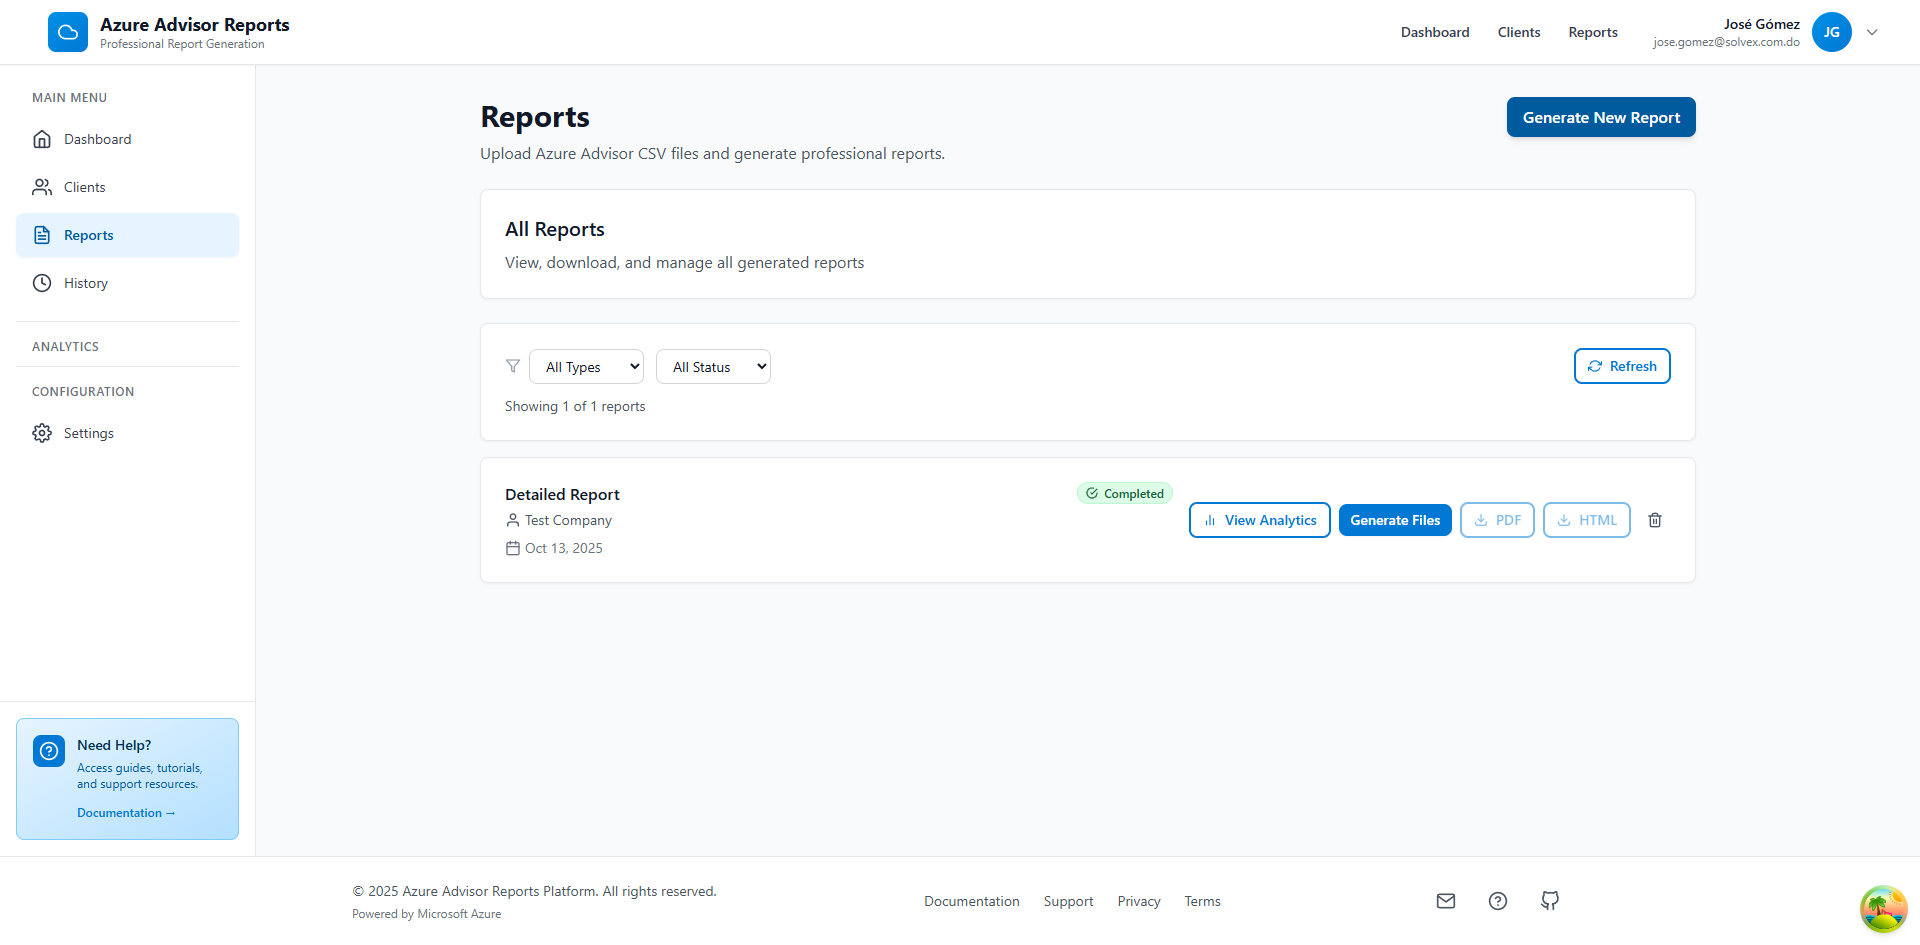 Azure Advisor Reports
Professional Report Generation
Dashboard
Clients
Reports
José Gómez
jose.gomez@solvex.com.do
JG
MAIN MENU
Dashboard
Clients
Reports
History
ANALYTICS
CONFIGURATION
Settings
Need Help?
Access guides, tutorials,
and support resources.
Documentation →
Reports
Upload Azure Advisor CSV files and generate professional reports.
Generate New Report
All Reports
View, download, and manage all generated reports
All Types
All Status
Refresh
Showing 1 of 1 reports
Detailed Report
Test Company
Oct 13, 2025
Completed
View Analytics
Generate Files
PDF
HTML
© 2025 Azure Advisor Reports Platform. All rights reserved.
Powered by Microsoft Azure
Documentation
Support
Privacy
Terms